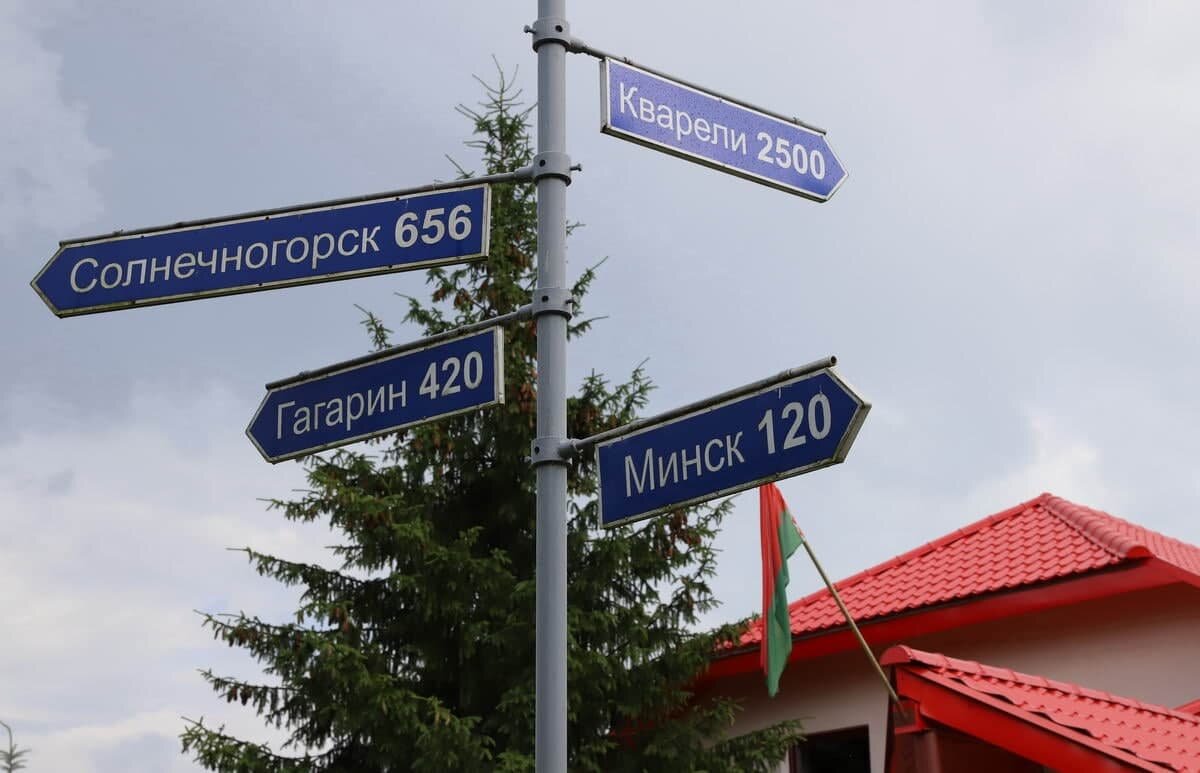 Кварели 2500
Солнечногорск 656
Гагарин 420
Минск 120